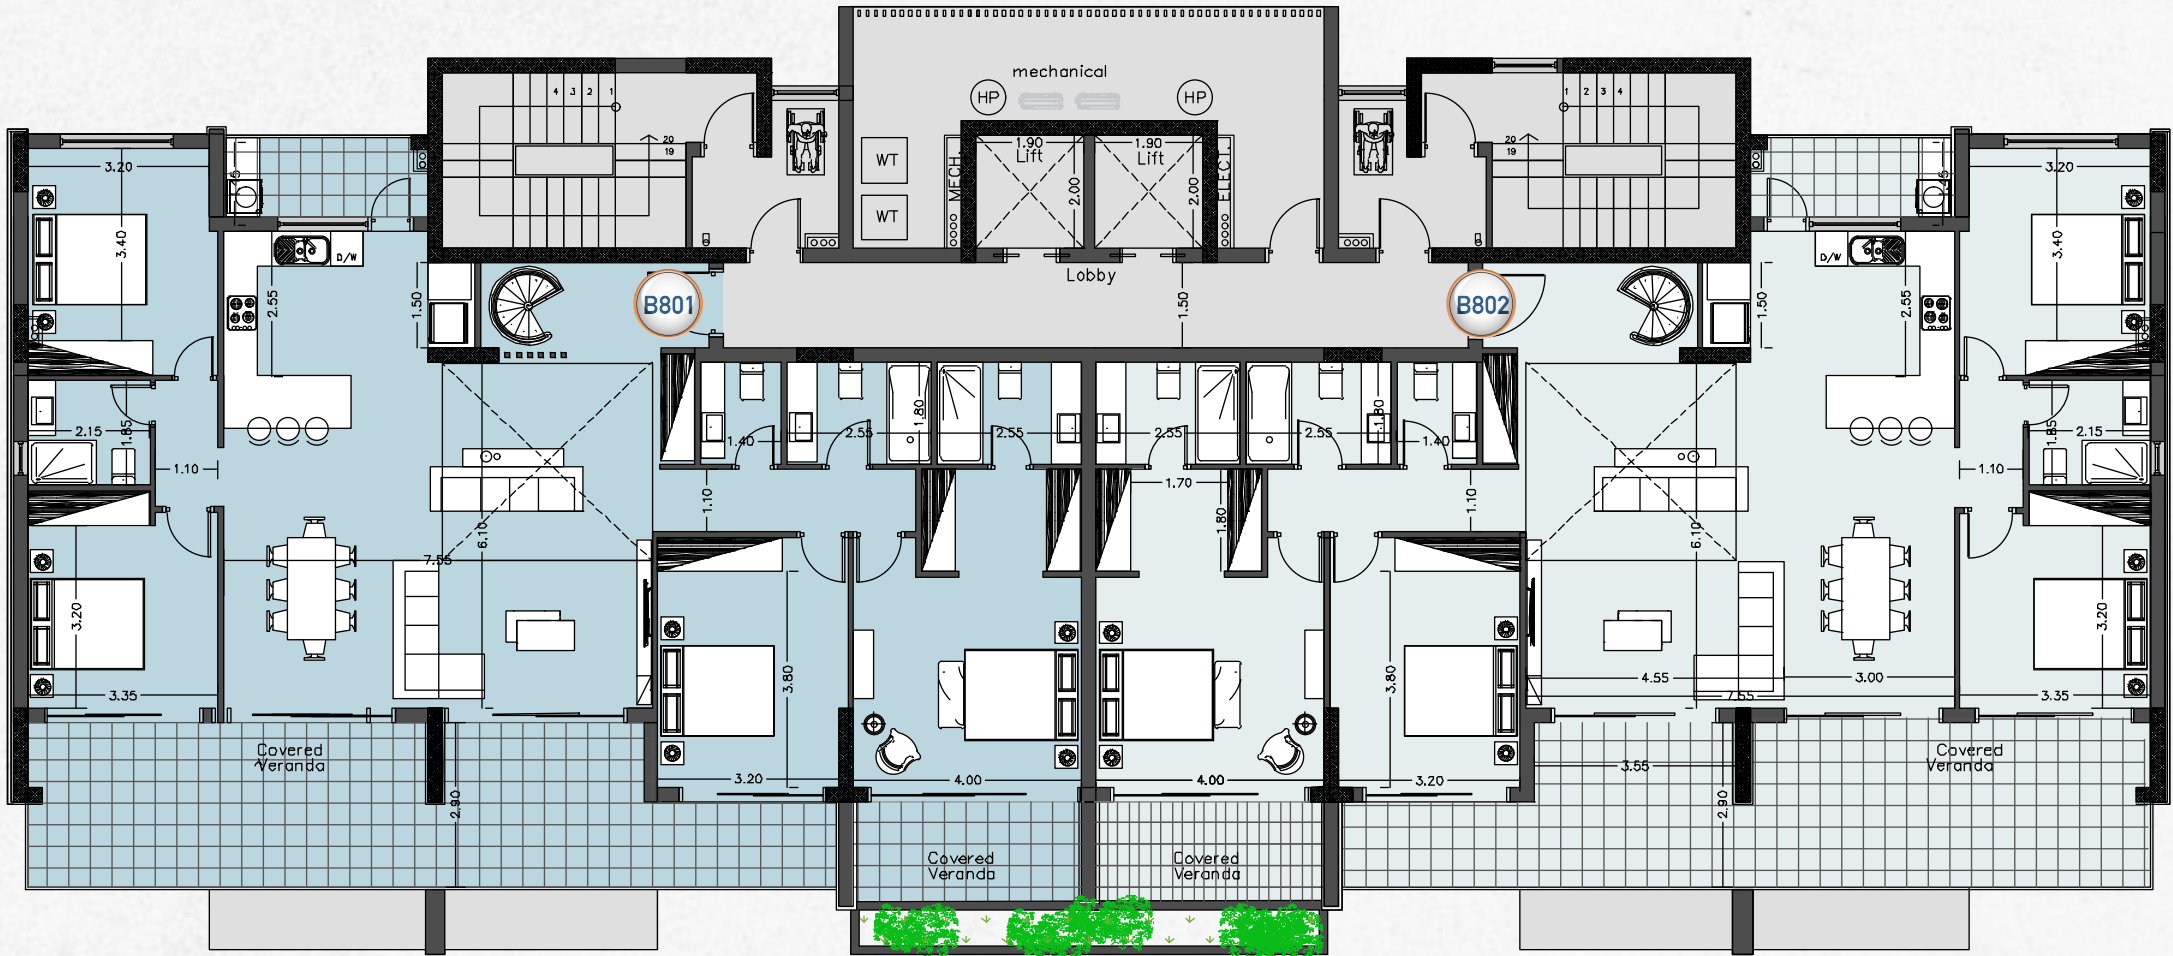 mechanical
HP
HP
4 3 2 1
1 2 3 4
20
19
20
19
WT
WT
MECH.
ELECT.
1.90
Lift
2.00
1.90
Lift
2.00
Lobby
1.50
3.20
3.40
D/W
2.55
1.50
B801
B802
1.50
D/W
2.55
3.20
3.40
2.15
1.85
1.10
1.40
2.55
1.80
2.55
2.55
2.55
1.80
1.40
1.10
1.70
1.80
1.10
1.10
1.85
2.15
6.10
7.55
6.10
3.20
3.35
3.80
3.20
4.00
4.00
3.80
3.20
4.55
7.55
3.00
3.20
3.35
Covered
Veranda
2.90
3.55
2.90
Covered
Veranda
Covered
Veranda
Covered
Veranda